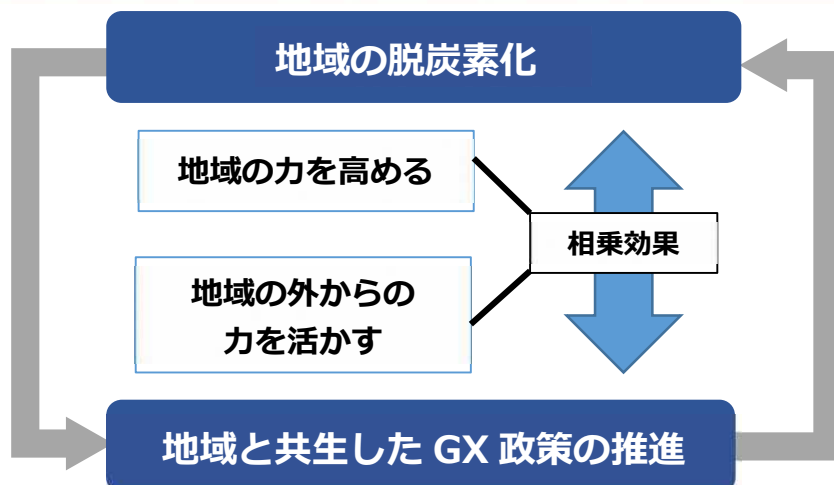 地域の脱炭素化
地域の力を高める
相乗効果
地域の外からの
力を活かす
地域と共生した GX 政策の推進